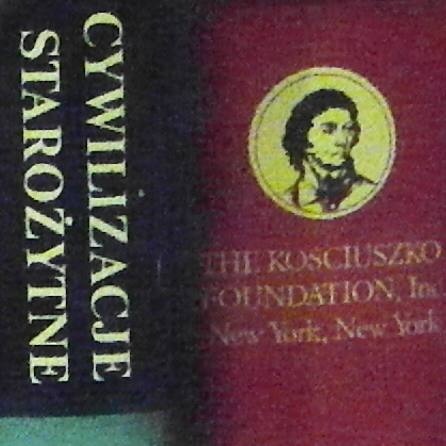 CYWILIZACJE
STAROŻYTNE
THE KOSCIUSZKO
FOUNDATION, Inc
New York, New York